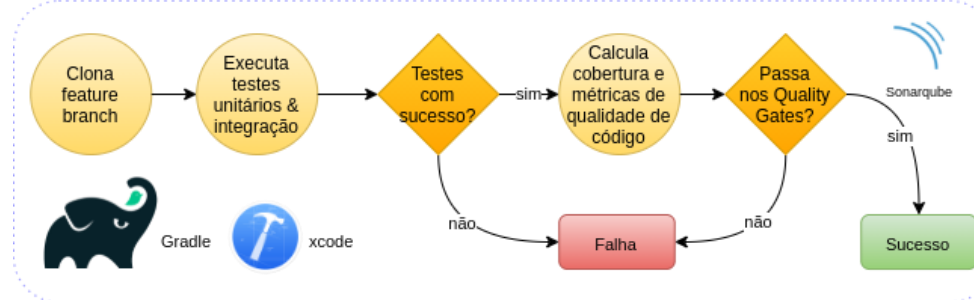 Clona
feature
branch
Executa
testes
unitários &
integração
Testes
com
sucesso?
sim
Calcula
cobertura e
métricas de
qualidade de
código
Passa
nos Quality
Gates?
Sonarqube
sim
não
não
Falha
Sucesso
Gradle
xcode